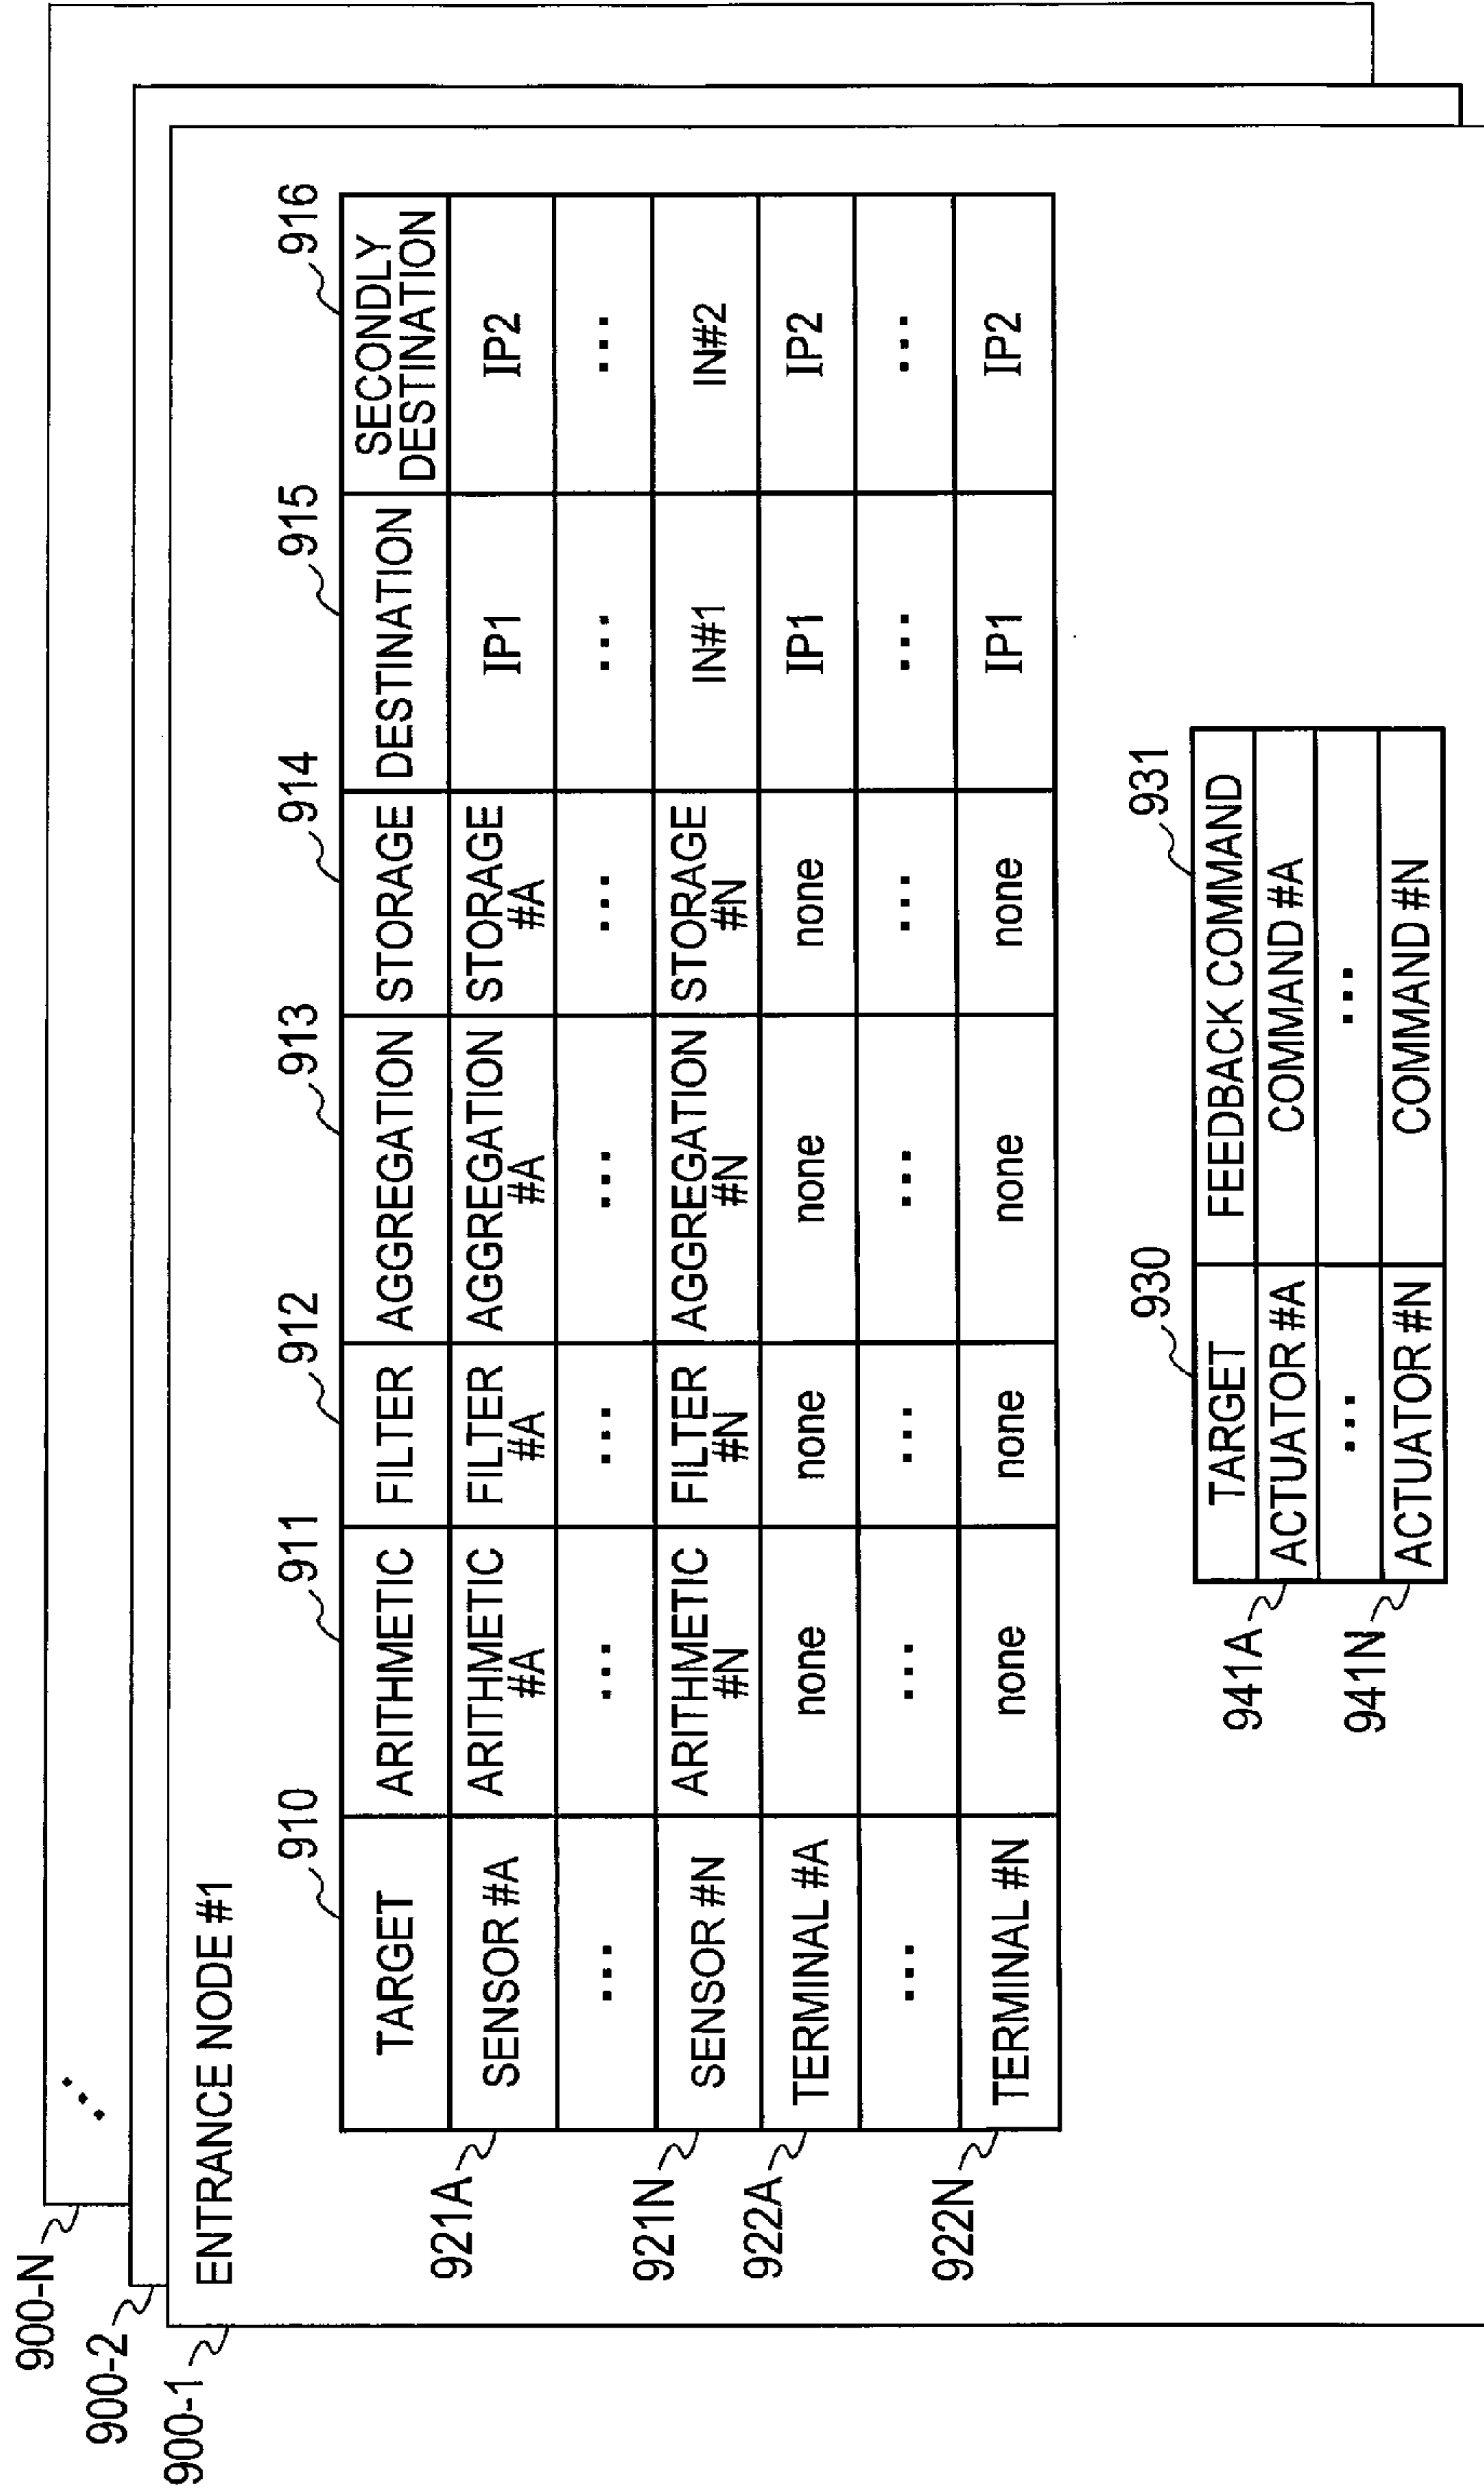 900-N
900-2
900-1
ENTRANCE NODE #1
910 911 912 913 914 915 916
TARGET ARITHMETIC FILTER AGGREGATION STORAGE DESTINATION SECONDLY DESTINATION
921A SENSOR #A ARITHMETIC #A FILTER #A AGGREGATION #A STORAGE #A IP1 IP2
... ... ... ... ... ... ...
921N SENSOR #N ARITHMETIC #N FILTER #N AGGREGATION #N STORAGE #N IN#1 IN#2
922A TERMINAL #A none none none none IP1 IP2
... ... ... ... ... ... ...
922N TERMINAL #N none none none none IP1 IP2
930 931
TARGET FEEDBACK COMMAND
941A ACTUATOR #A COMMAND #A
... ...
941N ACTUATOR #N COMMAND #N